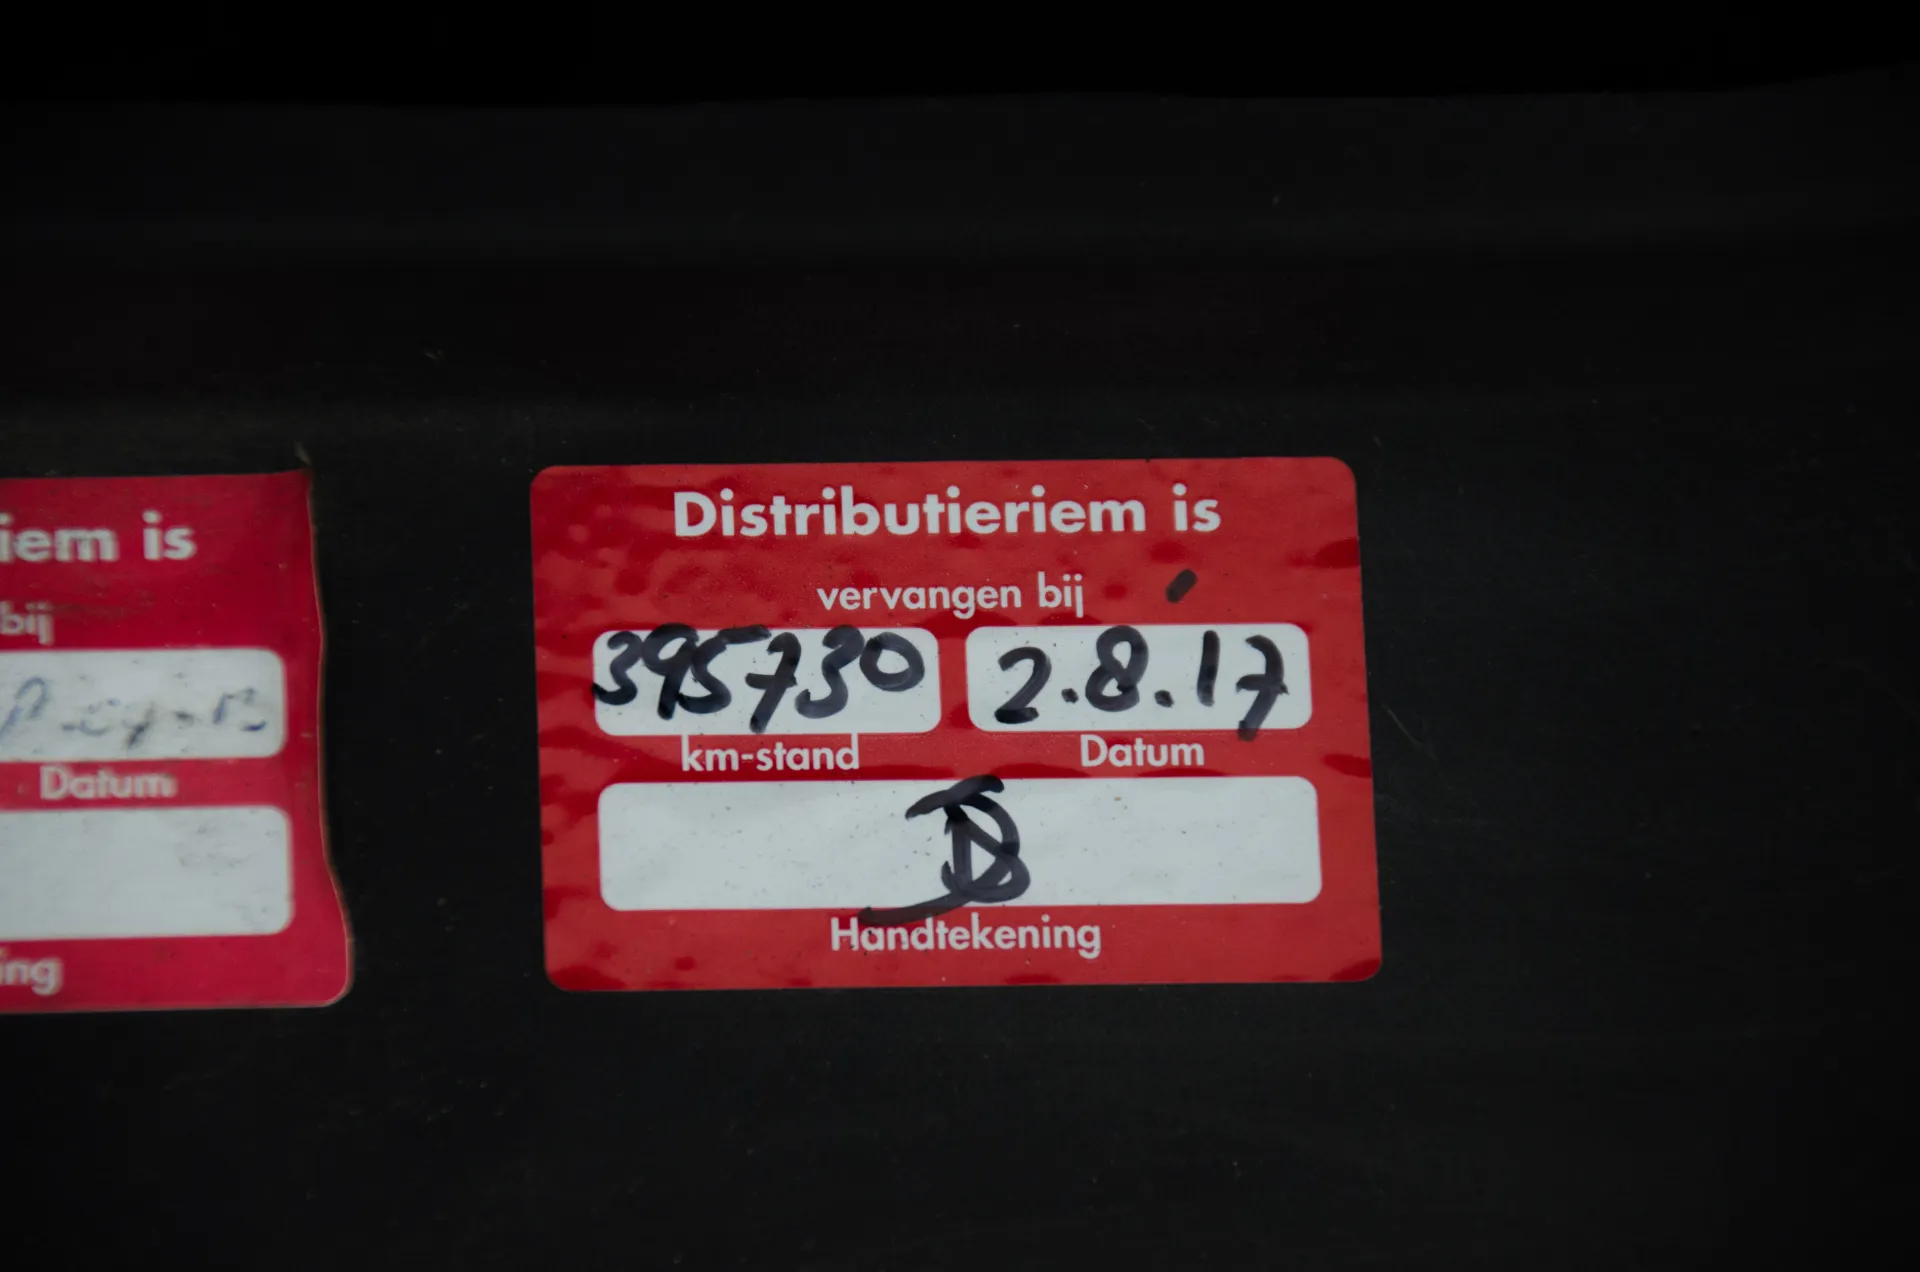 iem is
bij
Datum
ing
Distributieriem is
vervangen bij
395730 2.8.17
km-stand Datum
Handtekening